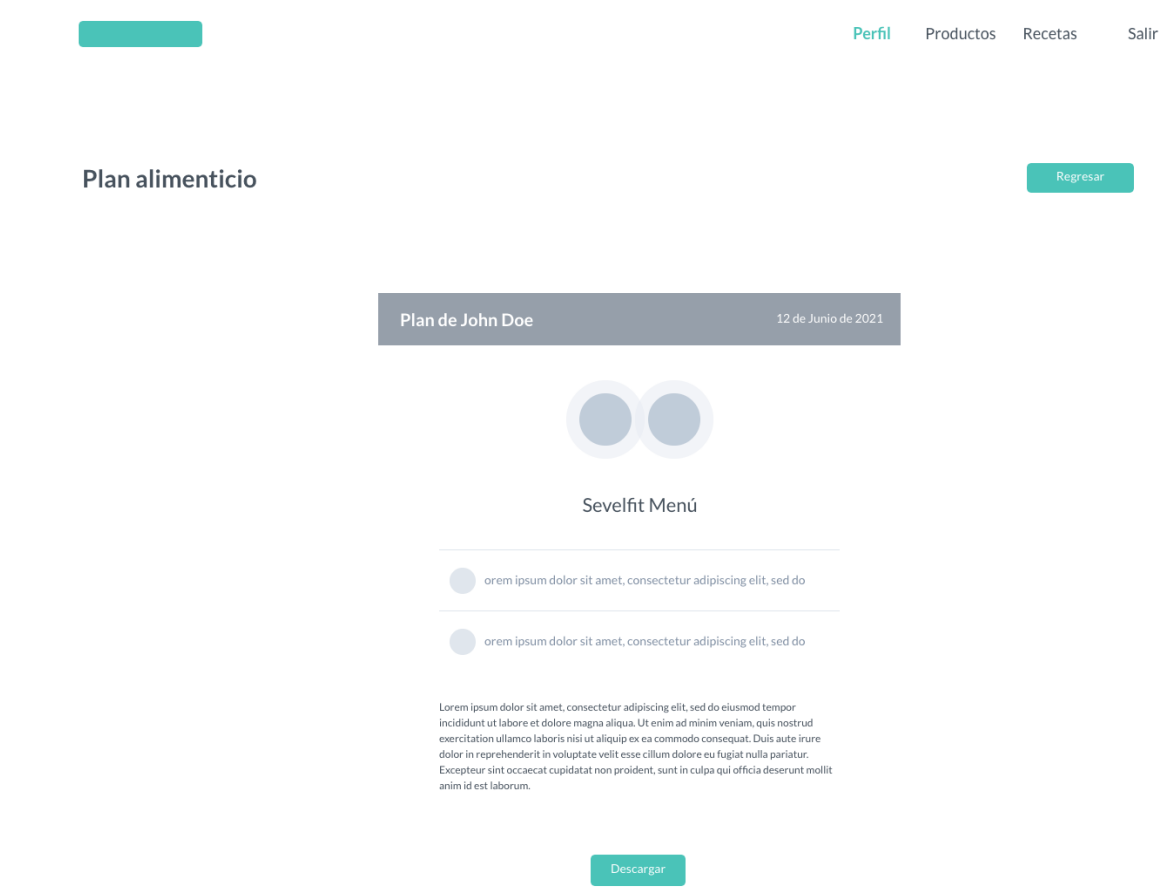 Perfil Productos Recetas Salir
Plan alimenticio
Regresar
Plan de John Doe
12 de Junio de 2021
Sevelfit Menú
orem ipsum dolor sit amet, consectetur adipiscing elit, sed do
orem ipsum dolor sit amet, consectetur adipiscing elit, sed do
Lorem ipsum dolor sit amet, consectetur adipiscing elit, sed do eiusmod tempor
incididunt ut labore et dolore magna aliqua. Ut enim ad minim veniam, quis nostrud
exercitation ullamco laboris nisi ut aliquip ex ea commodo consequat. Duis aute irure
dolor in reprehenderit in voluptate velit esse cillum dolore eu fugiat nulla pariatur.
Excepteur sint occaecat cupidatat non proident, sunt in culpa qui officia deserunt mollit
anim id est laborum.
Descargar